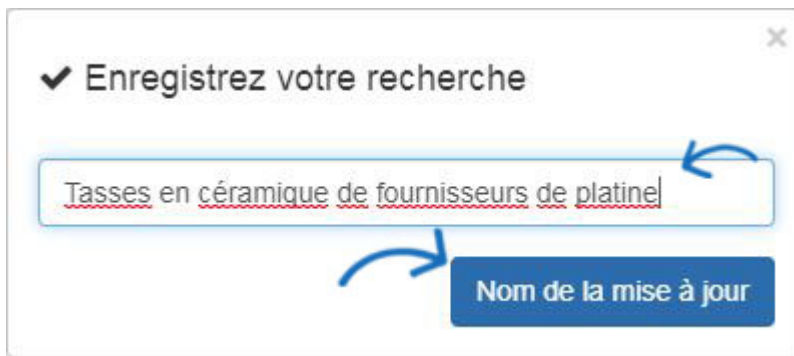 Enregistrez votre recherche
Tasses en céramique de fournisseurs de platine
Nom de la mise à jour